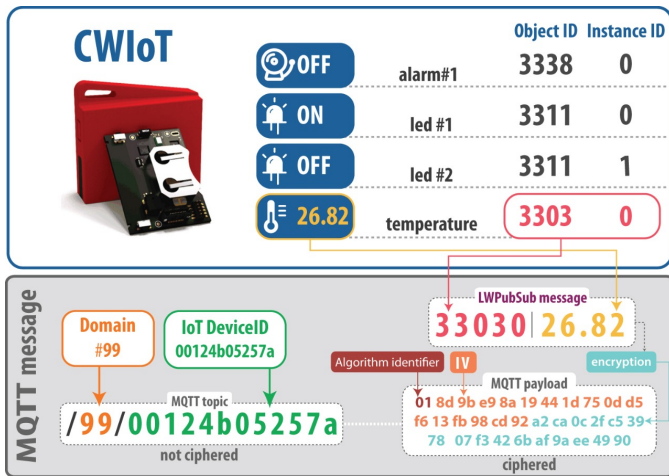 CWIoT
Object ID Instance ID
OFF alarm#1 3338 0
ON led #1 3311 0
OFF led #2 3311 1
26.82 temperature 3303 0
MQTT message
LWPubSub message
33030|26.82
Domain
#99
IoT DeviceID
00124b05257a
Algorithm identifier
IV
encryption
MQTT topic
/99/00124b05257a
not ciphered
MQTT payload
01 8d 9b e9 8a 19 44 1d 75 0d d5
f6 13 fb 98 cd 92 a2 ca 0c 2f c5 39
78 07 f3 42 6b af 9a ee 49 90
ciphered